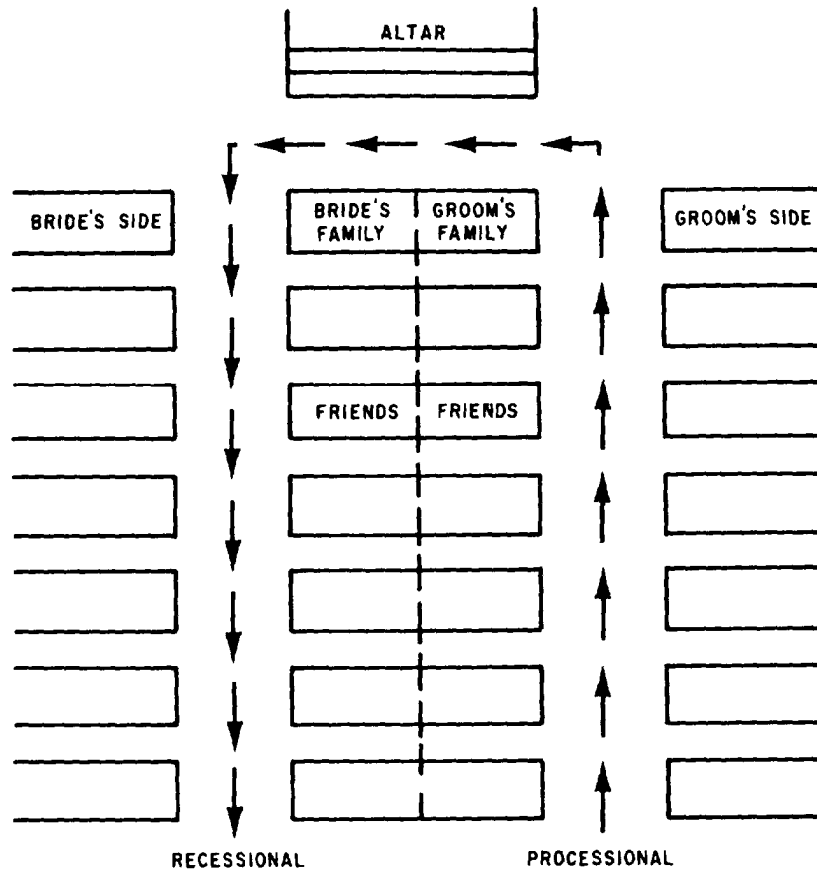 ALTAR
BRIDE'S SIDE
BRIDE'S
FAMILY
GROOM'S
FAMILY
GROOM'S SIDE
FRIENDS
FRIENDS
RECESSIONAL
PROCESSIONAL